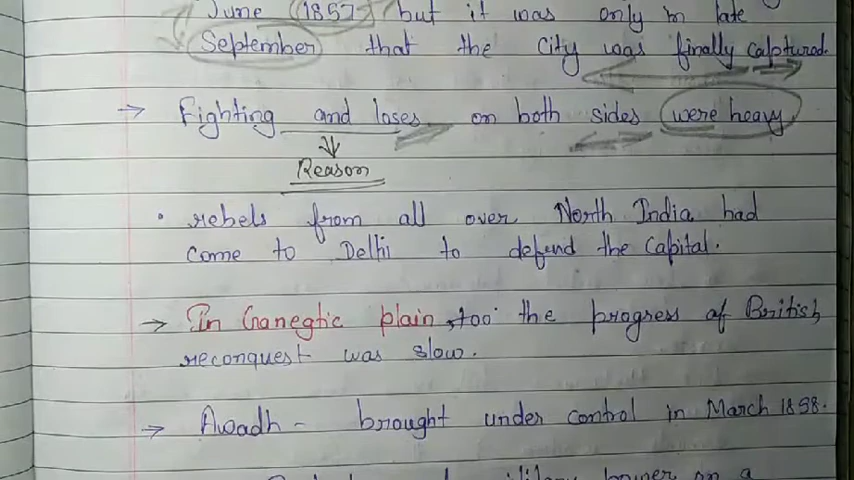 June (1857) but it was only in late
September that the City was finally captured.
→ Fighting and loses on both sides were heavy
Reason
• rebels from all over North India had
come to Delhi to defend the Capital.
→ In Ganegtic plain too the progress of British
reconquest was slow.
→ Awadh - brought under control in March 1858.
on a